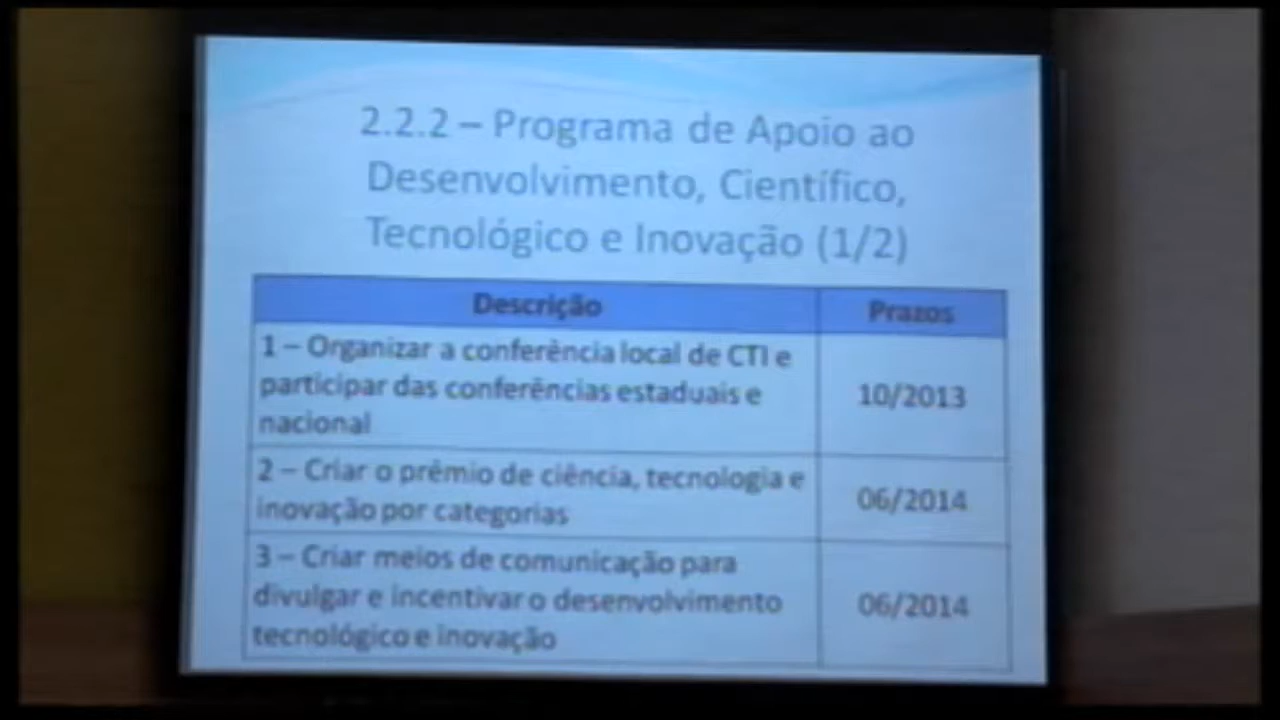 2.2.2 – Programa de Apoio ao
Desenvolvimento, Científico,
Tecnológico e Inovação (1/2)
Descrição Prazos
1 – Organizar a conferência local de CTI e
participar das conferências estaduais e
nacional
10/2013
2 – Criar o prêmio de ciência, tecnologia e
inovação por categorias
06/2014
3 – Criar meios de comunicação para
divulgar e incentivar o desenvolvimento
tecnológico e inovação
06/2014